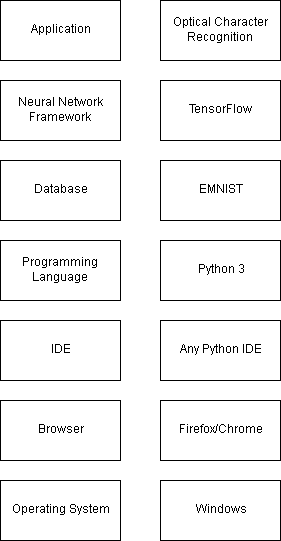 Application
Optical Character
Recognition
Neural Network
Framework
TensorFlow
Database
EMNIST
Programming
Language
Python 3
IDE
Any Python IDE
Browser
Firefox/Chrome
Operating System
Windows